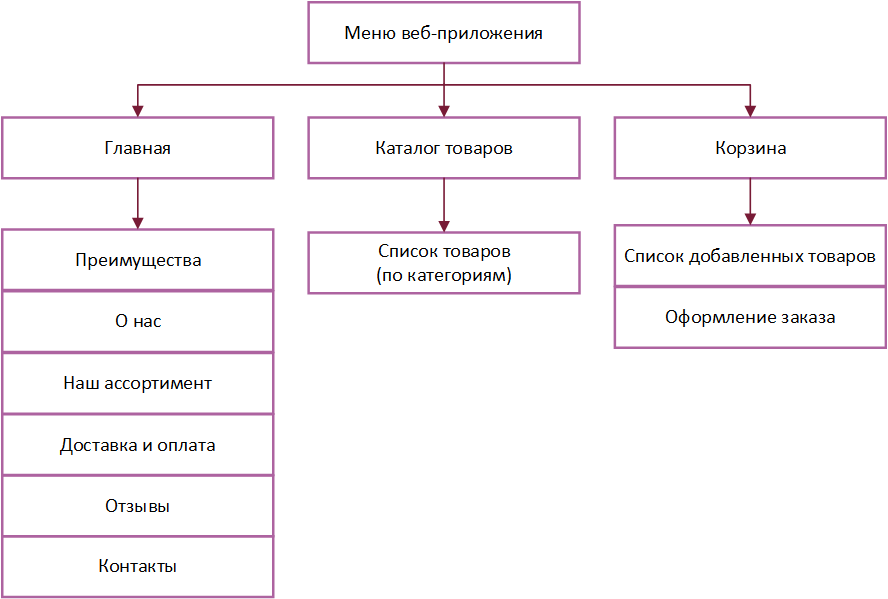 Меню веб-приложения
Главная
Каталог товаров
Корзина
Преимущества
О нас
Наш ассортимент
Доставка и оплата
Отзывы
Контакты
Список товаров
(по категориям)
Список добавленных товаров
Оформление заказа